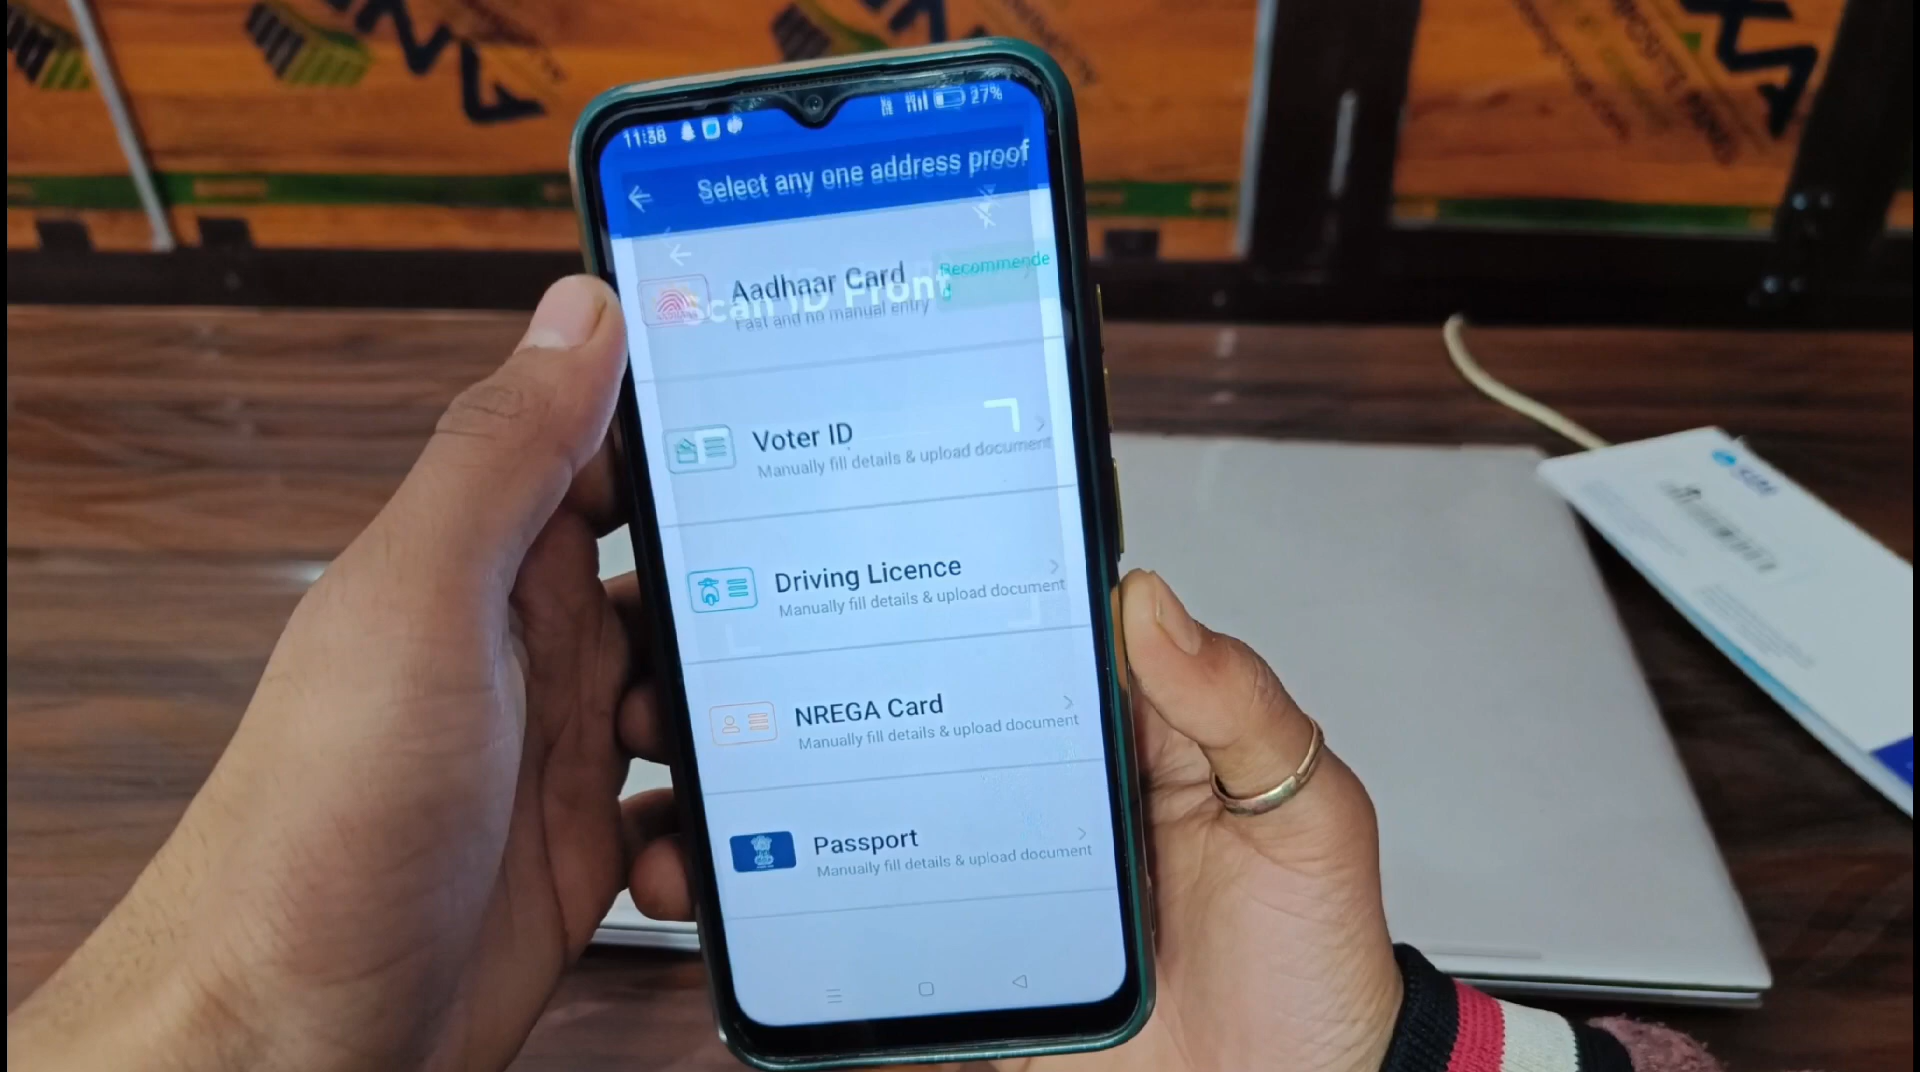 11:38
27%
Select any one address proof
Aadhaar Card
Recommende
Scan ID Front
Fast and no manual entry
Voter ID
Manually fill details & upload document
Driving Licence
Manually fill details & upload document
NREGA Card
Manually fill details & upload document
Passport
Manually fill details & upload document